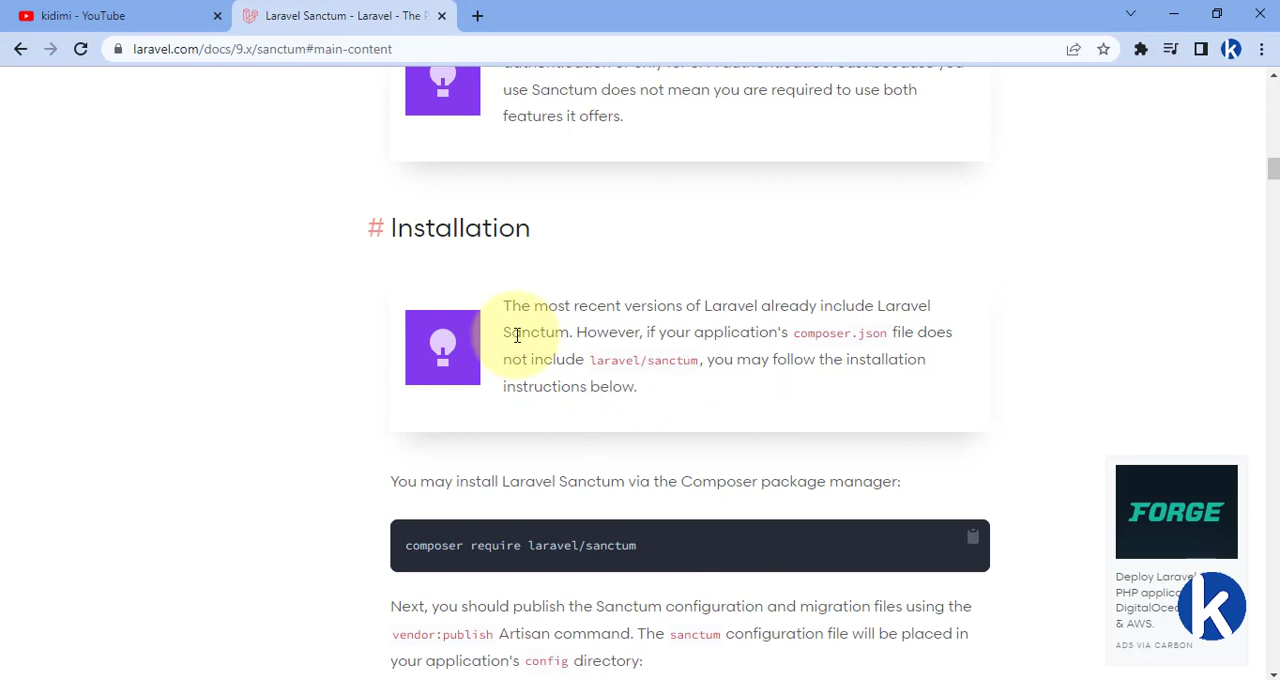 kidimi - YouTube
Laravel Sanctum - Laravel - The P
laravel.com/docs/9.x/sanctum#main-content
use Sanctum does not mean you are required to use both
features it offers.
# Installation
The most recent versions of Laravel already include Laravel
Sanctum. However, if your application's composer.json file does
not include laravel/sanctum, you may follow the installation
instructions below.
You may install Laravel Sanctum via the Composer package manager:
composer require laravel/sanctum
Next, you should publish the Sanctum configuration and migration files using the
vendor:publish Artisan command. The sanctum configuration file will be placed in
your application's config directory:
FORGE
Deploy Laravel
PHP applic
DigitalOce
& AWS.
ADS VIA CARBON
k
k